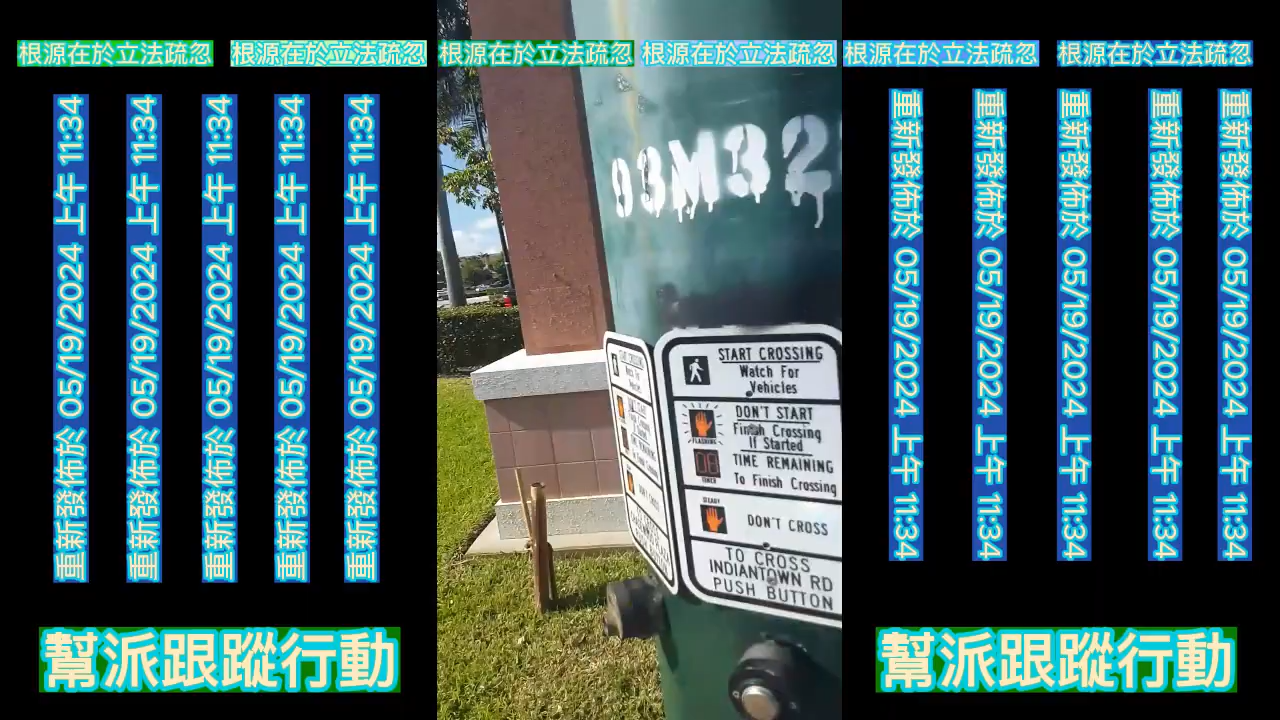 根源在於立法疏忽
根源在於立法疏忽
根源在於立法疏忽
根源在於立法疏忽
根源在於立法疏忽
根源在於立法疏忽
重新發佈於 05/19/2024 上午 11:34
重新發佈於 05/19/2024 上午 11:34
重新發佈於 05/19/2024 上午 11:34
重新發佈於 05/19/2024 上午 11:34
重新發佈於 05/19/2024 上午 11:34
93M32
START CROSSING
Watch For
Vehicles
DON'T START
Finish Crossing
If Started
FLASHING
TIME REMAINING
To Finish Crossing
TIMER
STEADY
DON'T CROSS
TO CROSS
INDIANTOWN RD
PUSH BUTTON
START CROSSING
Watch For
Vehicles
重新發佈於 05/19/2024 上午 11:34
重新發佈於 05/19/2024 上午 11:34
重新發佈於 05/19/2024 上午 11:34
重新發佈於 05/19/2024 上午 11:34
重新發佈於 05/19/2024 上午 11:34
幫派跟蹤行動
幫派跟蹤行動